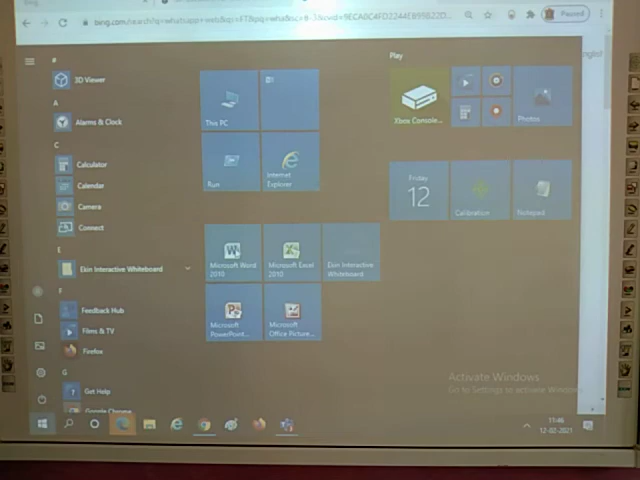 Paused
#
3D Viewer
A
Alarms & Clock
C
Calculator
Calendar
Camera
Connect
E
Ekin Interactive Whiteboard
F
Feedback Hub
Films & TV
Firefox
G
Get Help
Google Chrome
This PC
Run
Internet
Explorer
Microsoft Word
2010
Microsoft Excel
2010
Ekin Interactive
Whiteboard
Microsoft
PowerPoint...
Microsoft
Office Picture...
Play
Xbox Console...
Photos
Friday
12
Calibration
Notepad
Activate Windows
Go to Settings to activate Windows
11:46
12-02-2021